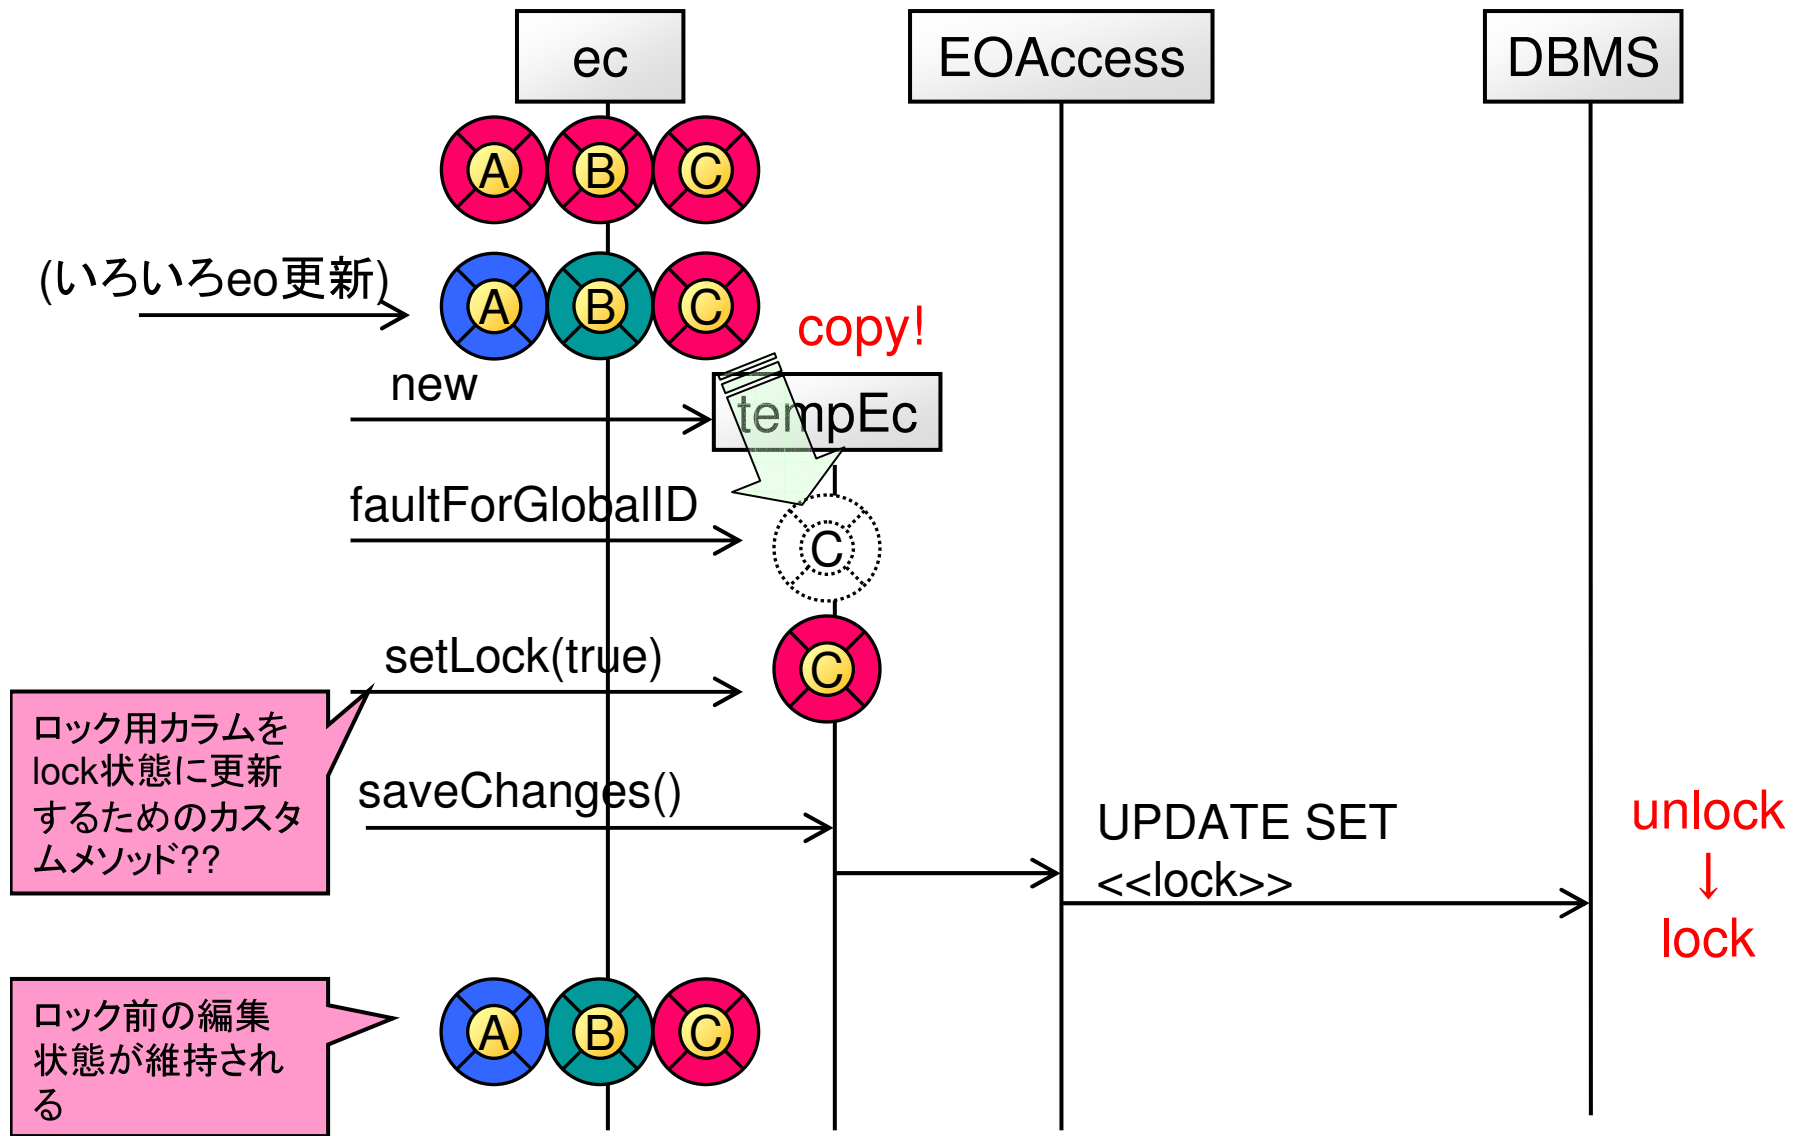 ec
EOAccess
DBMS
A B C
(いろいろeo更新)
A B C
copy!
new
tempEc
faultForGlobalID
C
setLock(true)
C
ロック用カラムを
lock状態に更新
するためのカスタ
ムメソッド??
saveChanges()
UPDATE SET
<<lock>>
unlock
↓
lock
ロック前の編集
状態が維持され
る
A B C